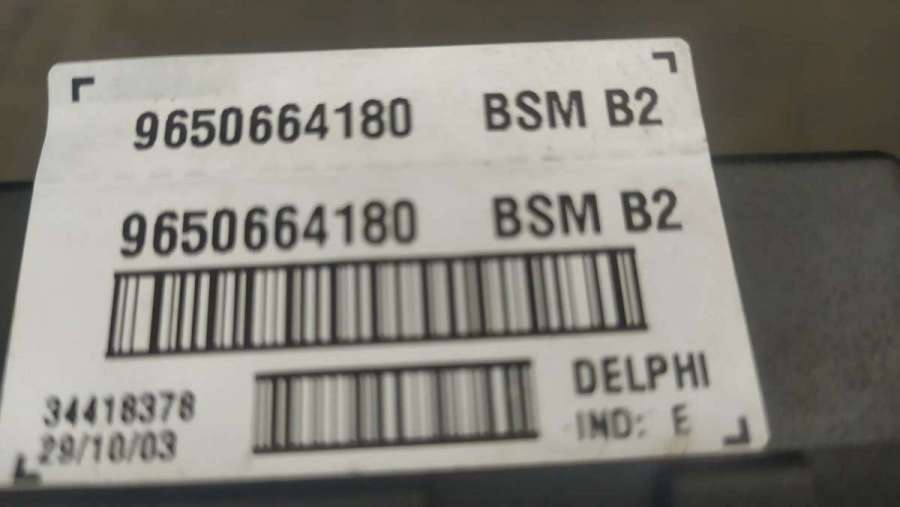 9650664180 BSM B2
9650664180 BSM B2
34418378
29/10/03
DELPHI
IND: E